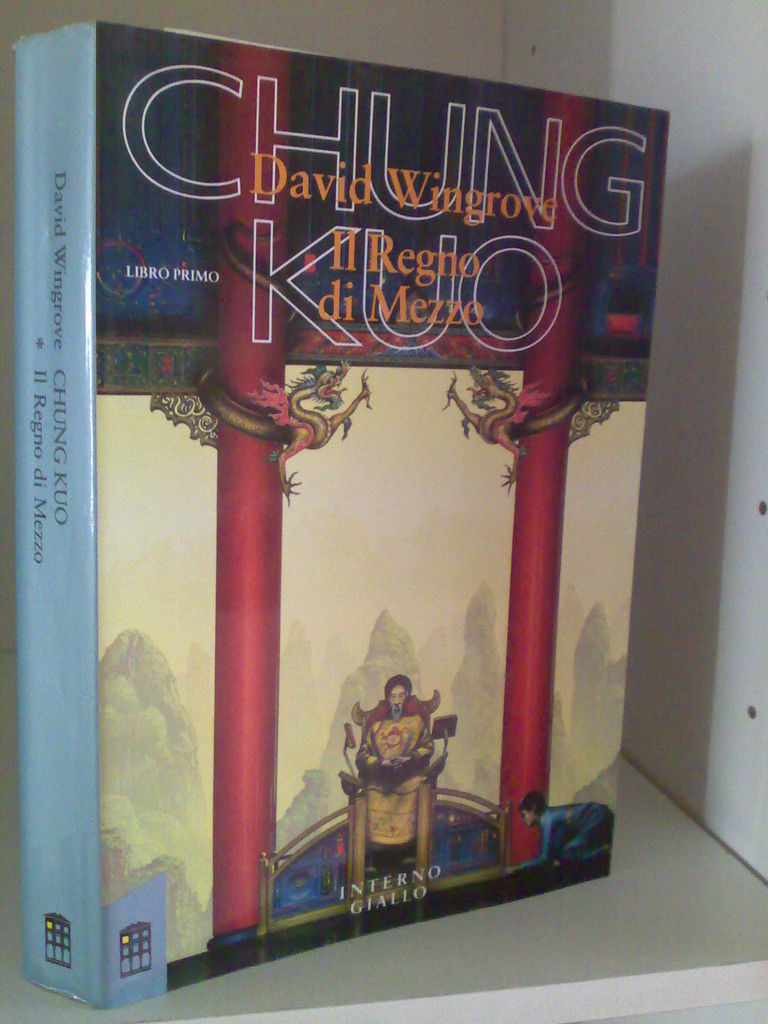 CHUNG
David Wingrove
KUO
Il Regno
di Mezzo
LIBRO PRIMO
INTERNO
GIALLO
David Wingrove CHUNG KUO
* Il Regno di Mezzo